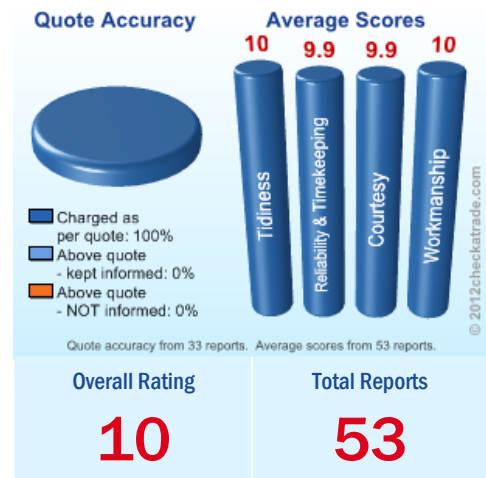 Quote Accuracy
Average Scores
10
9.9
9.9
10
Tidiness
Reliability & Timekeeping
Courtesy
Workmanship
Charged as
per quote: 100%
Above quote
- kept informed: 0%
Above quote
- NOT informed: 0%
© 2012checkatrade.com
Quote accuracy from 33 reports. Average scores from 53 reports.
Overall Rating
Total Reports
10
53